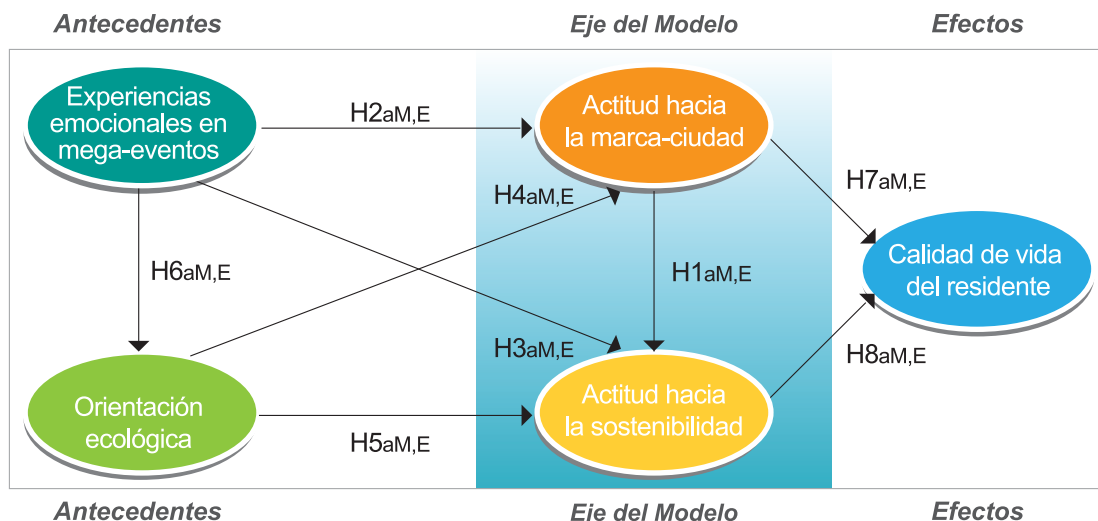 Antecedentes
Eje del Modelo
Efectos
Experiencias
emocionales en
mega-eventos
H2aM,E
Actitud hacia
la marca-ciudad
H4aM,E
H7aM,E
H6aM,E
H1aM,E
Calidad de vida
del residente
H3aM,E
H8aM,E
Orientación
ecológica
H5aM,E
Actitud hacia
la sostenibilidad
Antecedentes
Eje del Modelo
Efectos